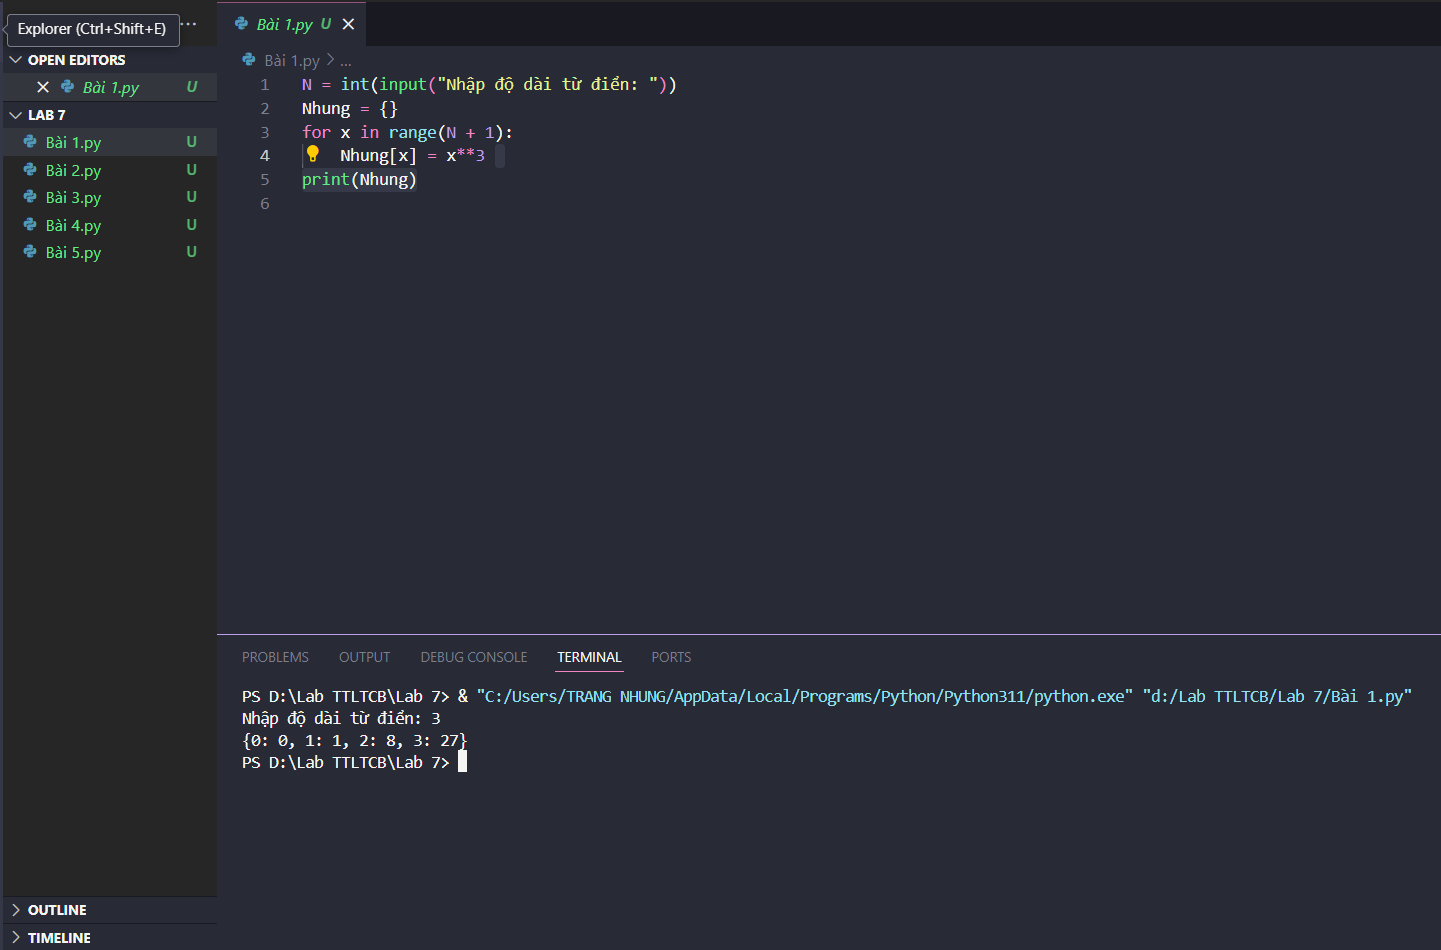 Explorer (Ctrl+Shift+E)
...
OPEN EDITORS
Bài 1.py U
LAB 7
Bài 1.py U
Bài 2.py U
Bài 3.py U
Bài 4.py U
Bài 5.py U
OUTLINE
TIMELINE
Bài 1.py U
Bài 1.py > ...
1 N = int(input("Nhập độ dài từ điển: "))
2 Nhung = {}
3 for x in range(N + 1):
4 Nhung[x] = x**3
5 print(Nhung)
6
PROBLEMS OUTPUT DEBUG CONSOLE TERMINAL PORTS
PS D:\Lab TTLTCB\Lab 7> & "C:/Users/TRANG NHUNG/AppData/Local/Programs/Python/Python311/python.exe" "d:/Lab TTLTCB/Lab 7/Bài 1.py"
Nhập độ dài từ điển: 3
{0: 0, 1: 1, 2: 8, 3: 27}
PS D:\Lab TTLTCB\Lab 7>